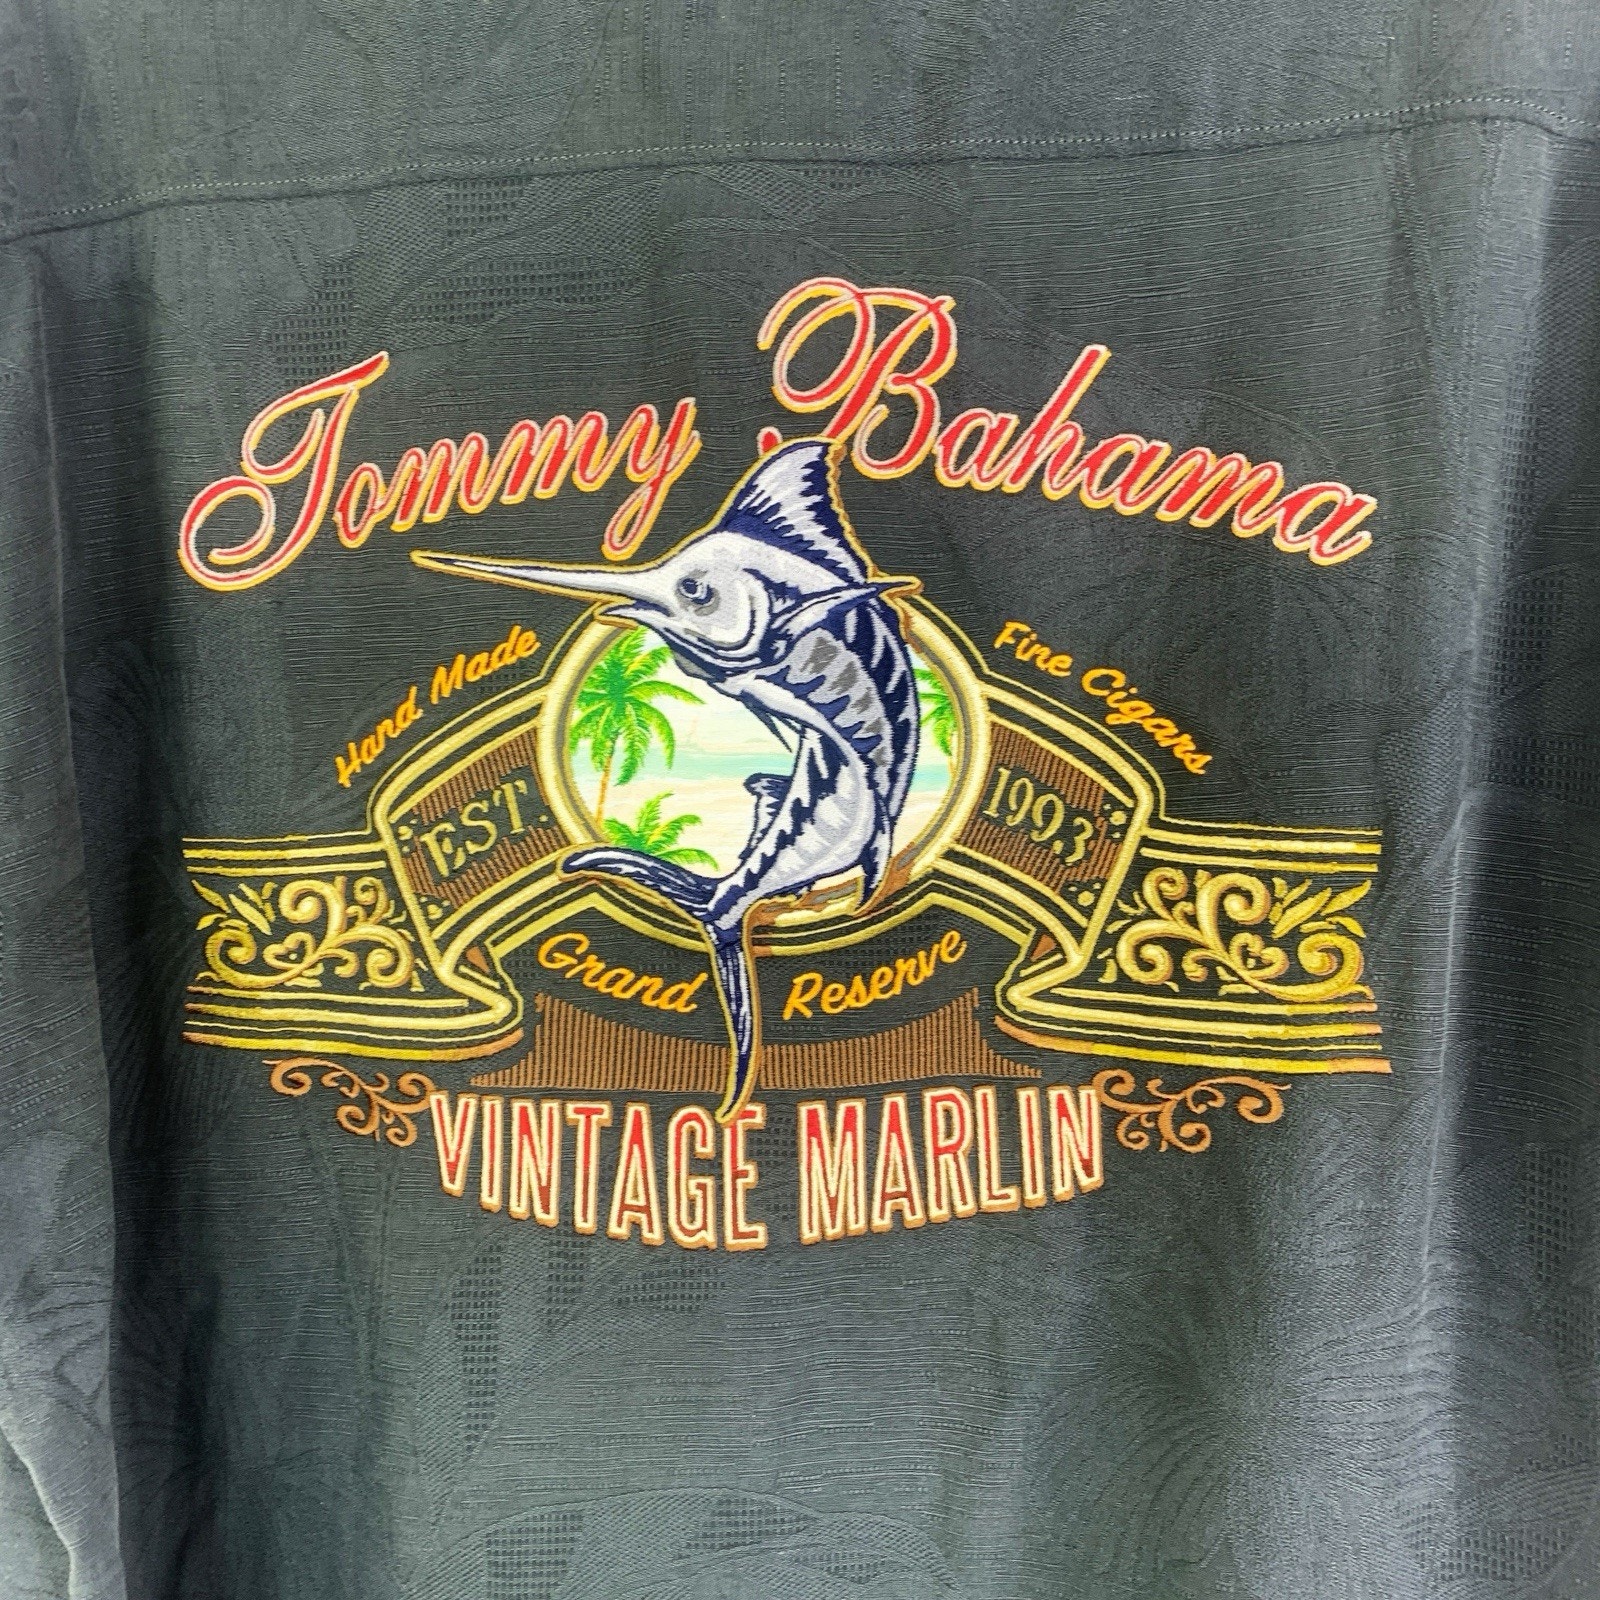 Tommy Bahama
Hand Made
Fine Cigars
EST. 1993
Grand Reserve
VINTAGE MARLIN